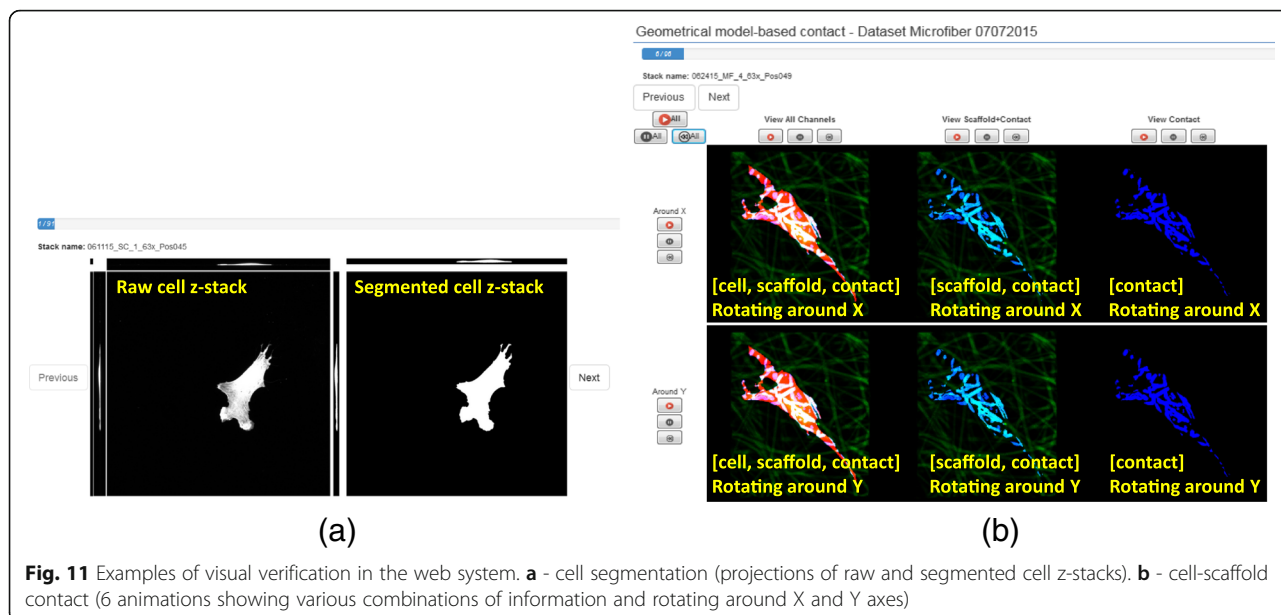 1/91
Stack name: 061115_SC_1_63x_Pos045
Raw cell z-stack
Segmented cell z-stack
Previous
Next
(a)
Geometrical model-based contact - Dataset Microfiber 07072015
6/96
Stack name: 062415_MF_4_63x_Pos049
Previous
Next
All
All
All
View All Channels
View Scaffold+Contact
View Contact
Around X
[cell, scaffold, contact]
Rotating around X
[scaffold, contact]
Rotating around X
[contact]
Rotating around X
Around Y
[cell, scaffold, contact]
Rotating around Y
[scaffold, contact]
Rotating around Y
[contact]
Rotating around Y
(b)
Fig. 11 Examples of visual verification in the web system. a - cell segmentation (projections of raw and segmented cell z-stacks). b - cell-scaffold
contact (6 animations showing various combinations of information and rotating around X and Y axes)